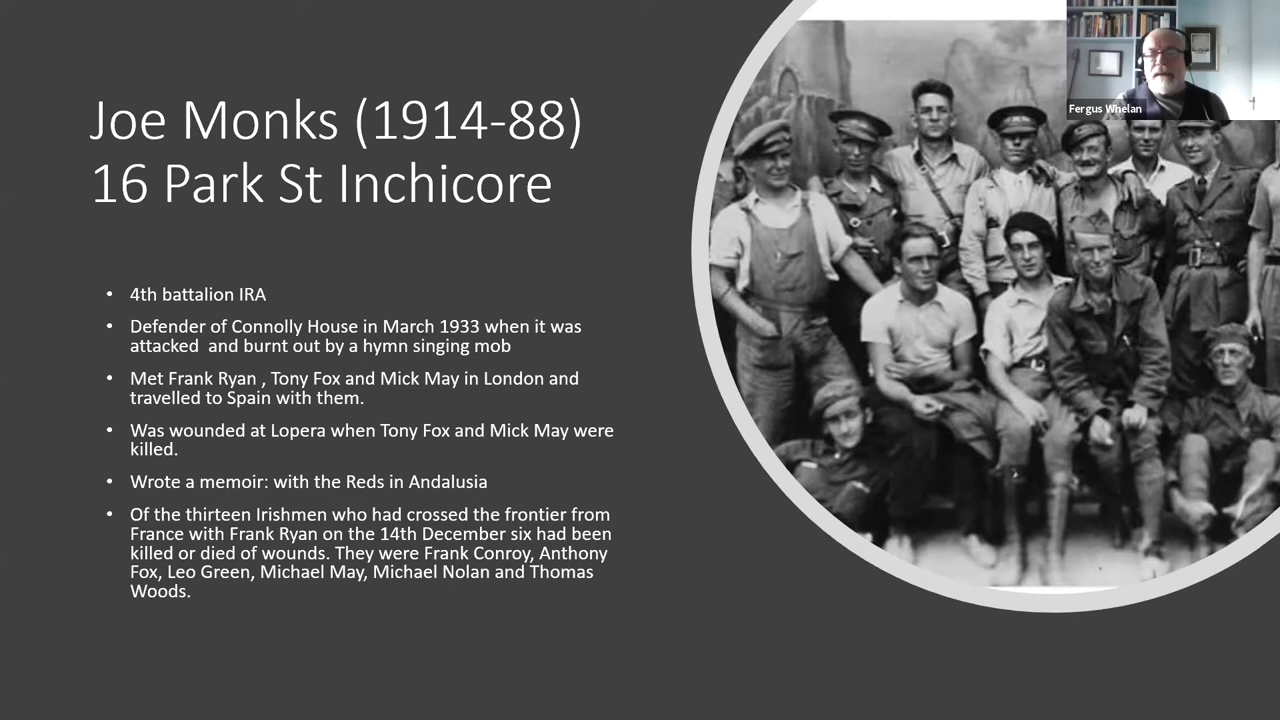 Joe Monks (1914-88)
16 Park St Inchicore
• 4th battalion IRA
• Defender of Connolly House in March 1933 when it was
attacked  and burnt out by a hymn singing mob
• Met Frank Ryan , Tony Fox and Mick May in London and
travelled to Spain with them.
• Was wounded at Lopera when Tony Fox and Mick May were
killed.
• Wrote a memoir: with the Reds in Andalusia
• Of the thirteen Irishmen who had crossed the frontier from
France with Frank Ryan on the 14th December six had been
killed or died of wounds. They were Frank Conroy, Anthony
Fox, Leo Green, Michael May, Michael Nolan and Thomas
Woods.
Fergus Whelan